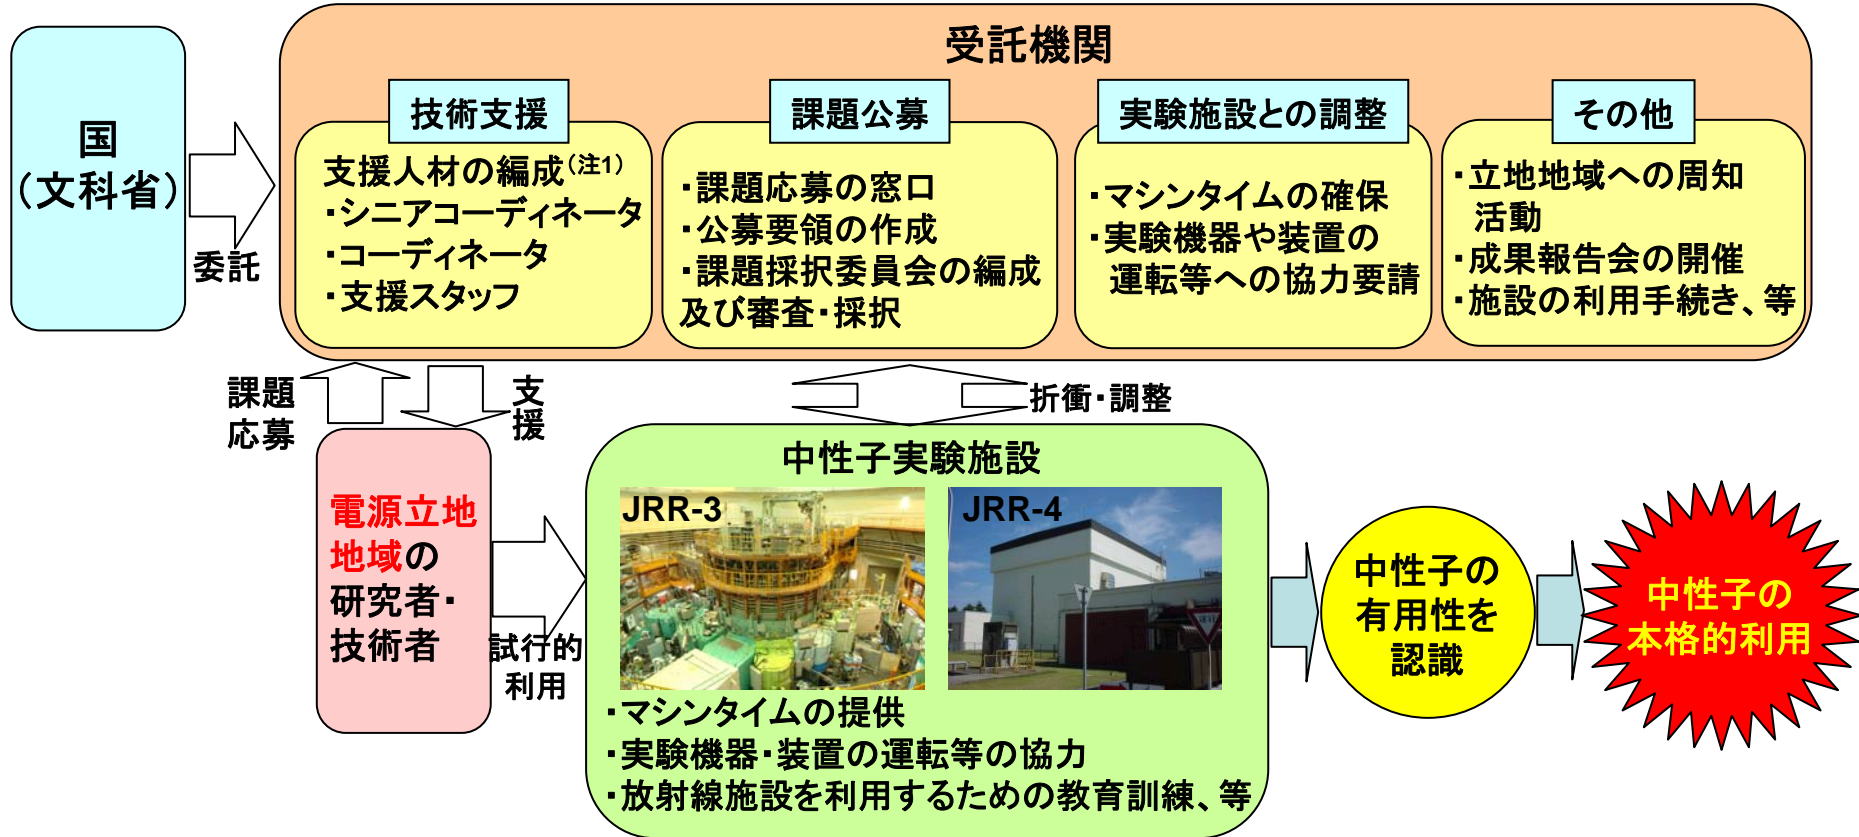 国
（文科省）
委託
受託機関
技術支援
支援人材の編成（注1）
・シニアコーディネータ
・コーディネータ
・支援スタッフ
課題公募
・課題応募の窓口
・公募要領の作成
・課題採択委員会の編成
及び審査・採択
実験施設との調整
・マシンタイムの確保
・実験機器や装置の
運転等への協力要請
その他
・立地地域への周知
活動
・成果報告会の開催
・施設の利用手続き、等
課題
応募
支
援
折衝・調整
電源立地
地域の
研究者・
技術者
試行的
利用
中性子実験施設
JRR-3
JRR-4
・マシンタイムの提供
・実験機器・装置の運転等の協力
・放射線施設を利用するための教育訓練、等
中性子の
有用性を
認識
中性子の
本格的利用